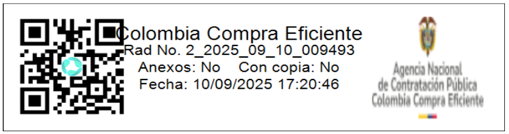 Colombia Compra Eficiente
Rad No. 2_2025_09_10_009493
Anexos: No Con copia: No
Fecha: 10/09/2025 17:20:46
Agencia Nacional
de Contratación Pública
Colombia Compra Eficiente